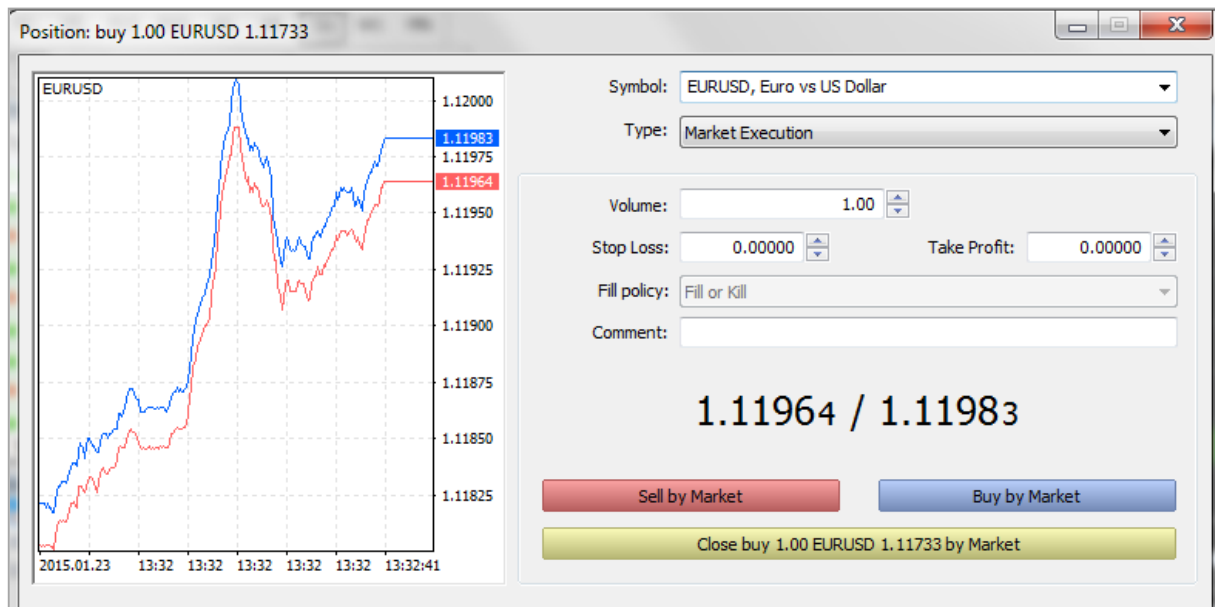 Position: buy 1.00 EURUSD 1.11733
EURUSD
1.12000
1.11983
1.11975
1.11964
1.11950
1.11925
1.11900
1.11875
1.11850
1.11825
2015.01.23 13:32 13:32 13:32 13:32 13:32 13:32:41
Symbol: EURUSD, Euro vs US Dollar
Type: Market Execution
Volume: 1.00
Stop Loss: 0.00000 Take Profit: 0.00000
Fill policy: Fill or Kill
Comment:
1.11964 / 1.11983
Sell by Market Buy by Market
Close buy 1.00 EURUSD 1.11733 by Market